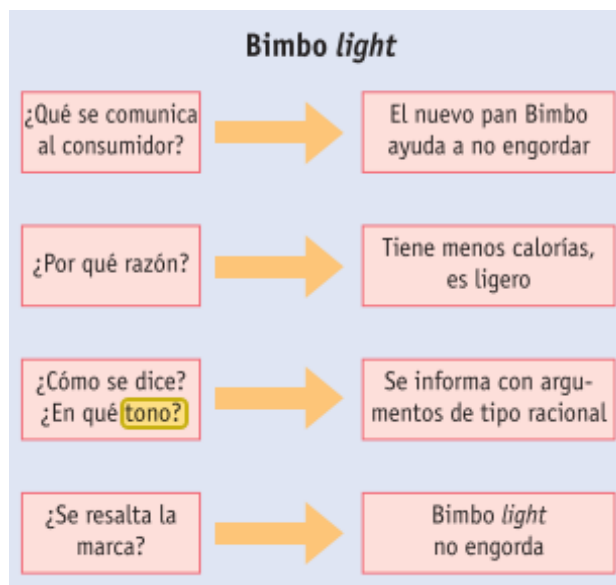 Bimbo light
¿Qué se comunica
al consumidor?
El nuevo pan Bimbo
ayuda a no engordar
¿Por qué razón?
Tiene menos calorías,
es ligero
¿Cómo se dice?
¿En qué tono?
Se informa con argu-
mentos de tipo racional
¿Se resalta la
marca?
Bimbo light
no engorda